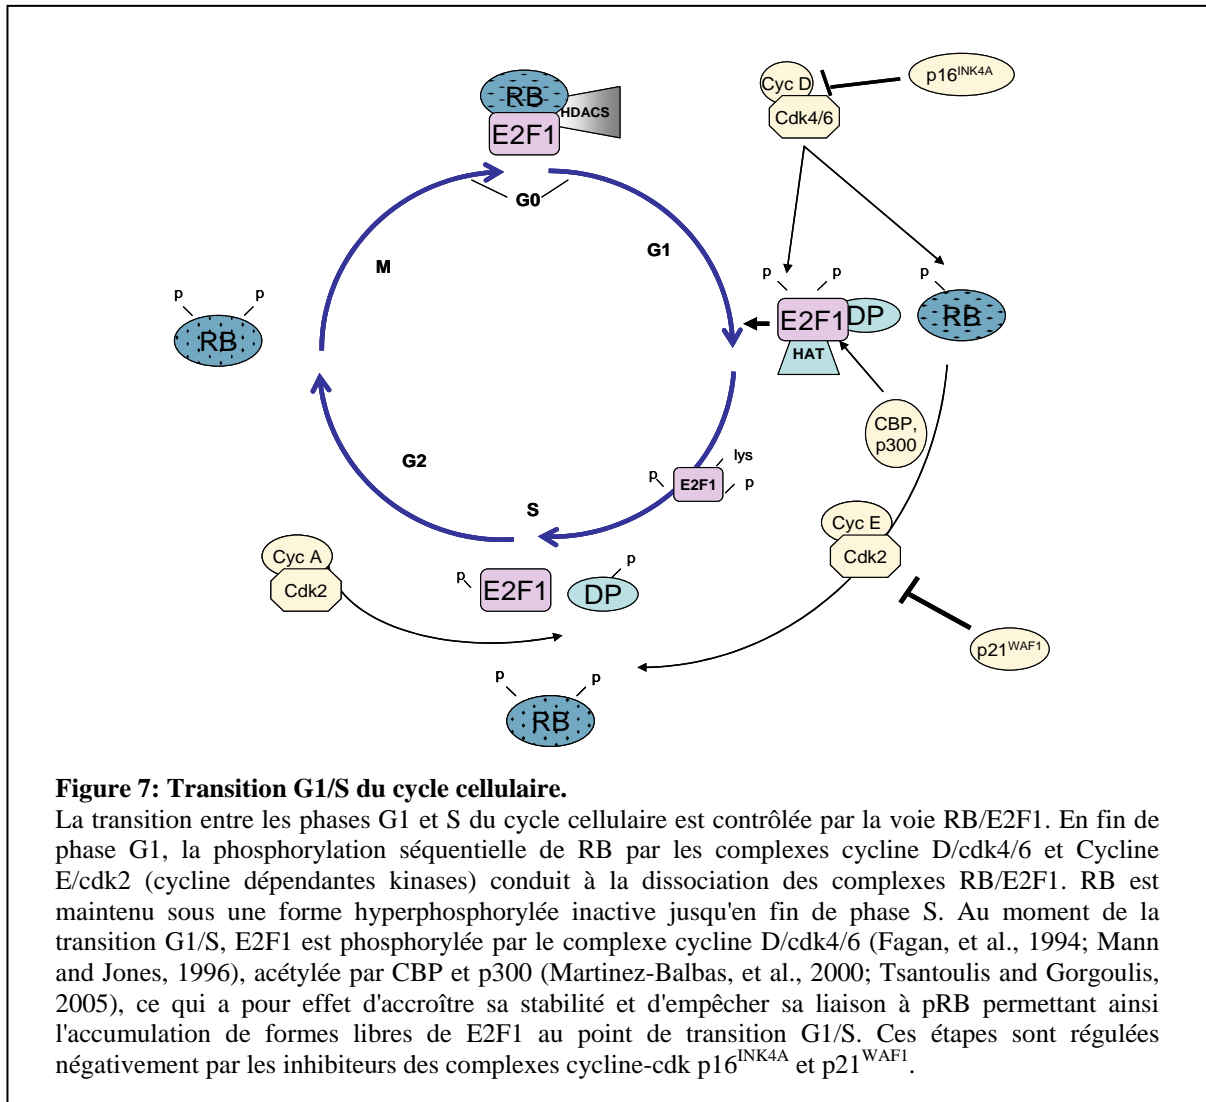 RB
HDACS
E2F1
Cyc D
Cdk4/6
p16INK4A
G0
G1
M
p
p
RB
p
p
E2F1
DP
HAT
p
RB
CBP,
p300
G2
S
p
E2F1
lys
p
Cyc E
Cdk2
Cyc A
Cdk2
p
E2F1
p
DP
p21WAF1
p
p
RB
Figure 7: Transition G1/S du cycle cellulaire.
La transition entre les phases G1 et S du cycle cellulaire est contrôlée par la voie RB/E2F1. En fin de
phase G1, la phosphorylation séquentielle de RB par les complexes cycline D/cdk4/6 et Cycline
E/cdk2 (cycline dépendantes kinases) conduit à la dissociation des complexes RB/E2F1. RB est
maintenu sous une forme hyperphosphorylée inactive jusqu'en fin de phase S. Au moment de la
transition G1/S, E2F1 est phosphorylée par le complexe cycline D/cdk4/6 (Fagan, et al., 1994; Mann
and Jones, 1996), acétylée par CBP et p300 (Martinez-Balbas, et al., 2000; Tsantoulis and Gorgoulis,
2005), ce qui a pour effet d'accroître sa stabilité et d'empêcher sa liaison à pRB permettant ainsi
l'accumulation de formes libres de E2F1 au point de transition G1/S. Ces étapes sont régulées
négativement par les inhibiteurs des complexes cycline-cdk p16INK4A et p21WAF1.